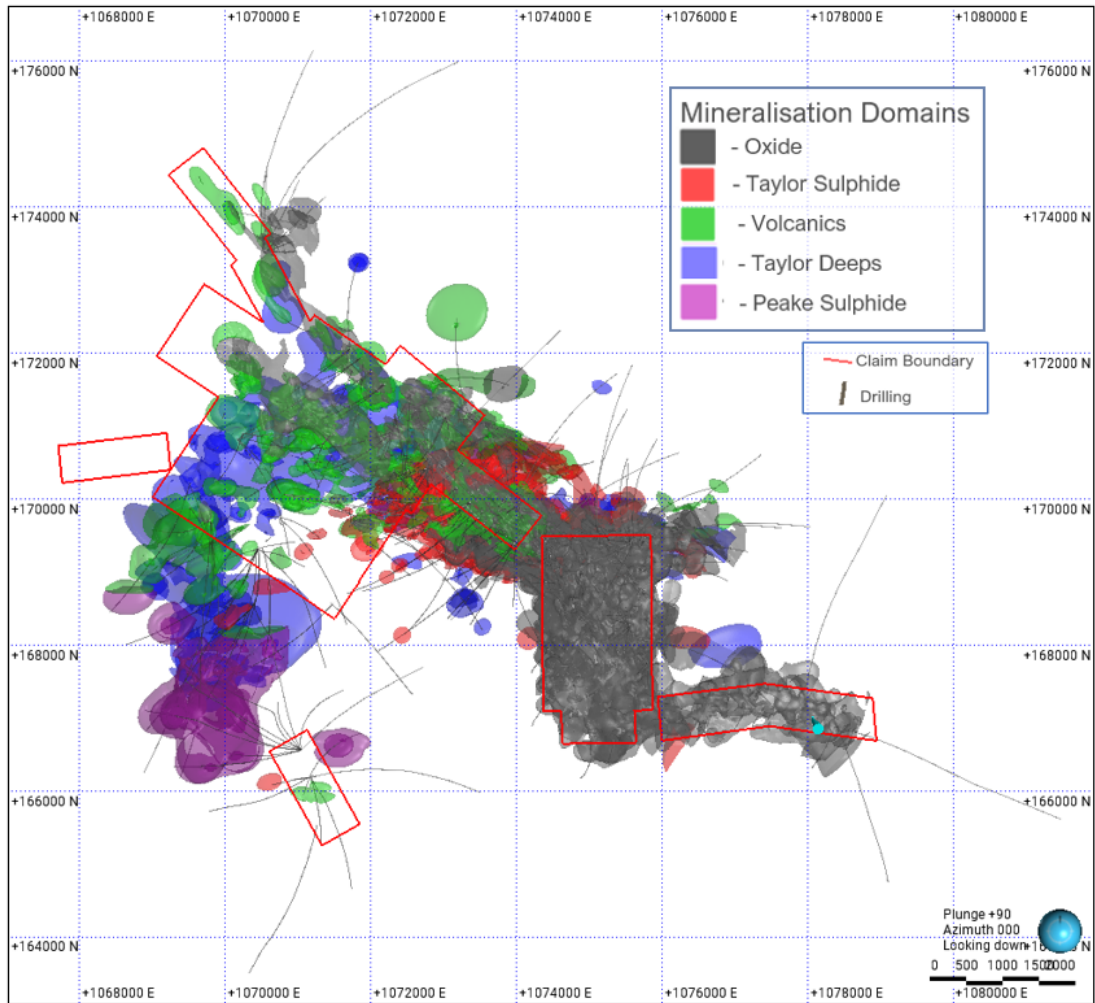 +1068000 E +1070000 E +1072000 E +1074000 E +1076000 E +1078000 E +1080000 E
+176000 N +176000 N
Mineralisation Domains
- Oxide
- Taylor Sulphide
+174000 N +174000 N
- Volcanics
- Taylor Deeps
- Peake Sulphide
+172000 N +172000 N
Claim Boundary
Drilling
+170000 N +170000 N
+168000 N +168000 N
+166000 N +166000 N
Plunge +90
Azimuth 000
+164000 N Looking down
0 500 1000 1500 2000
+1068000 E +1070000 E +1072000 E +1074000 E +1076000 E +1078000 E +1080000 E